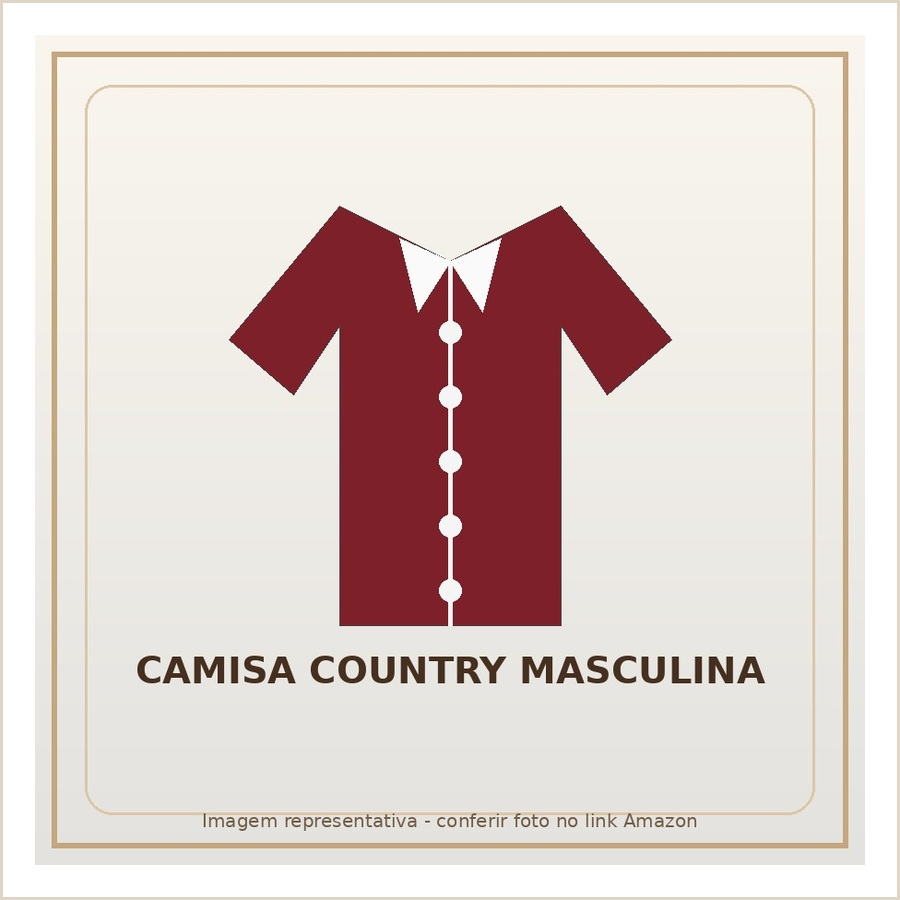 CAMISA COUNTRY MASCULINA
Imagem representativa - conferir foto no link Amazon